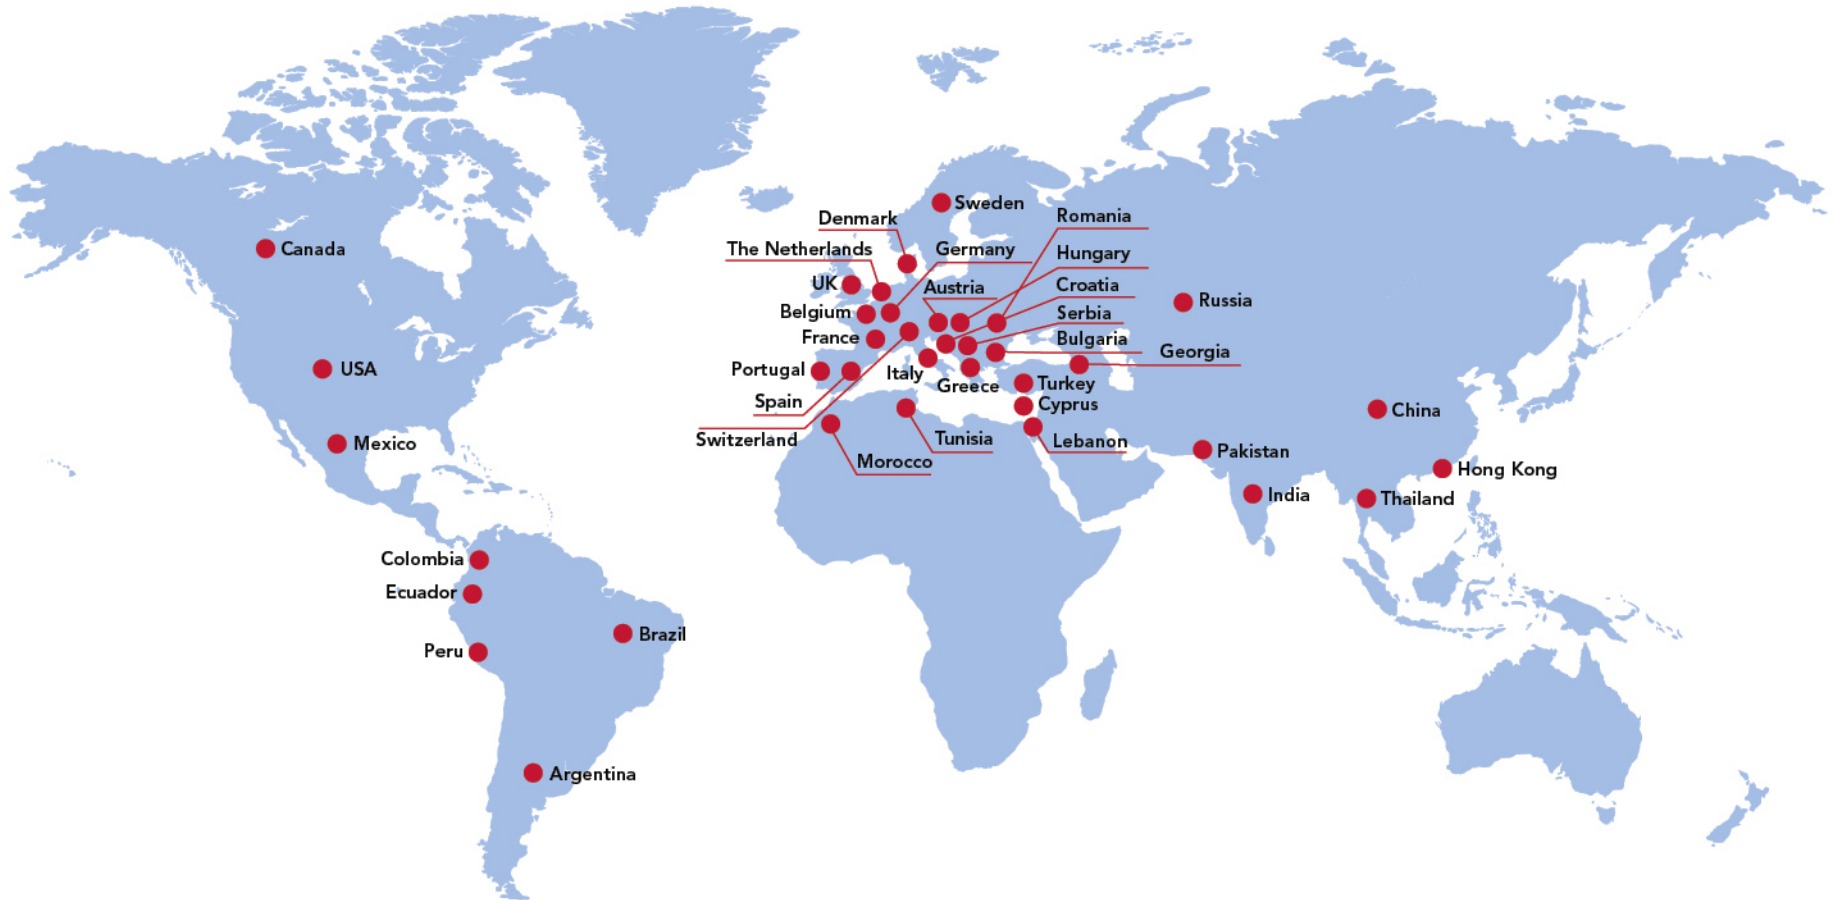 Sweden
Denmark
Romania
Canada
The Netherlands
Germany
Hungary
UK
Austria
Croatia
Russia
Belgium
Serbia
France
Bulgaria
Georgia
USA
Portugal
Italy
Greece
Turkey
Spain
Cyprus
China
Mexico
Switzerland
Tunisia
Lebanon
Pakistan
Morocco
Hong Kong
India
Thailand
Colombia
Ecuador
Brazil
Peru
Argentina